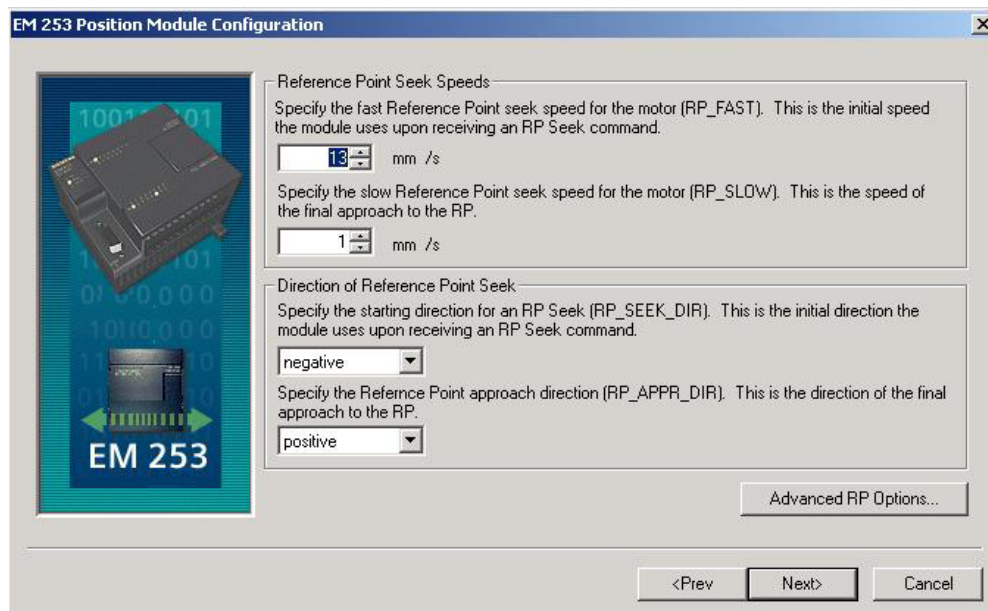 EM 253 Position Module Configuration
Reference Point Seek Speeds
Specify the fast Reference Point seek speed for the motor (RP_FAST). This is the initial speed
the module uses upon receiving an RP Seek command.
13 mm /s
Specify the slow Reference Point seek speed for the motor (RP_SLOW). This is the speed of
the final approach to the RP.
1 mm /s
Direction of Reference Point Seek
Specify the starting direction for an RP Seek (RP_SEEK_DIR). This is the initial direction the
module uses upon receiving an RP Seek command.
negative
Specify the Refernce Point approach direction (RP_APPR_DIR). This is the direction of the final
approach to the RP.
positive
EM 253
Advanced RP Options...
<Prev Next> Cancel